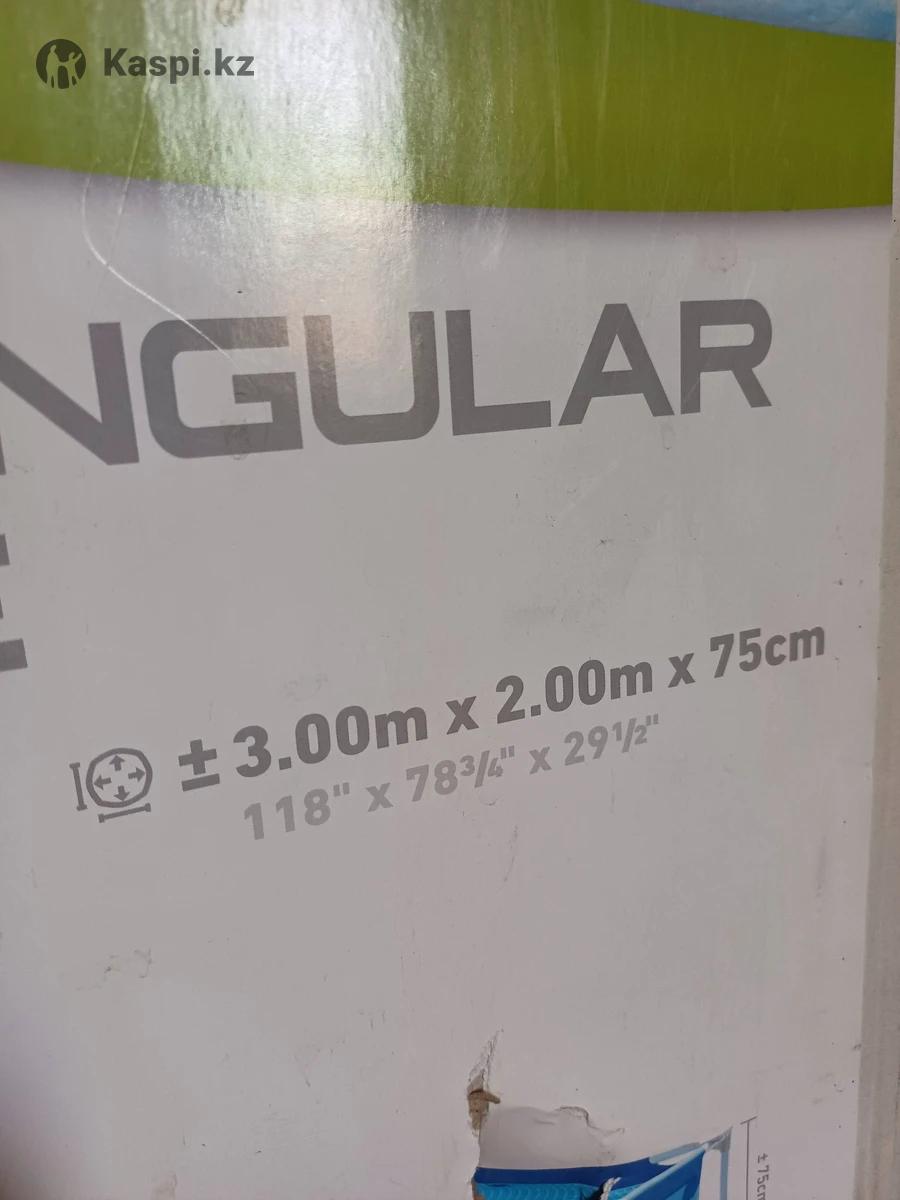 Kaspi.kz
NGULAR
± 3.00m x 2.00m x 75cm
118" x 78¾" x 29½"
±75cm